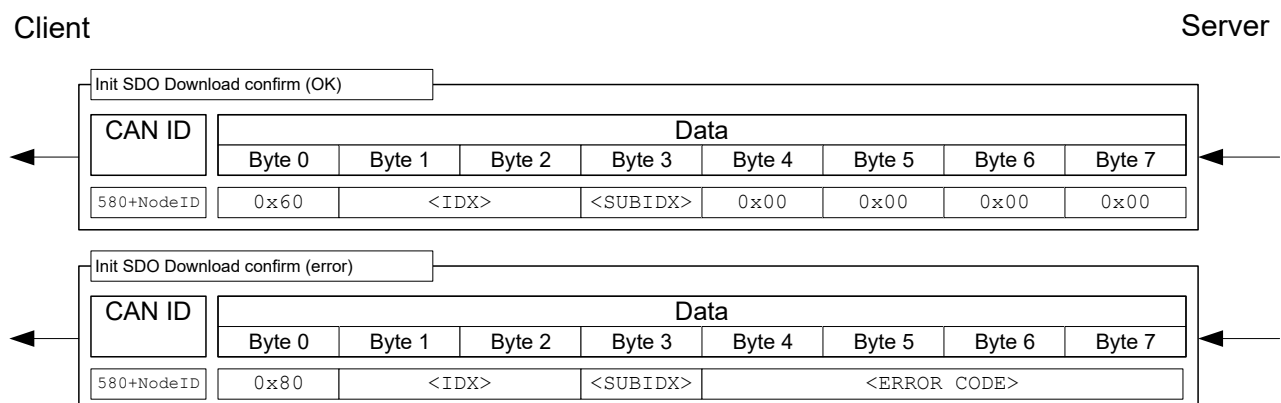 Client Server
Init SDO Download confirm (OK)
CAN ID Data
Byte 0 Byte 1 Byte 2 Byte 3 Byte 4 Byte 5 Byte 6 Byte 7
580+NodeID 0x60 <IDX> <SUBIDX> 0x00 0x00 0x00 0x00
Init SDO Download confirm (error)
CAN ID Data
Byte 0 Byte 1 Byte 2 Byte 3 Byte 4 Byte 5 Byte 6 Byte 7
580+NodeID 0x80 <IDX> <SUBIDX> <ERROR CODE>